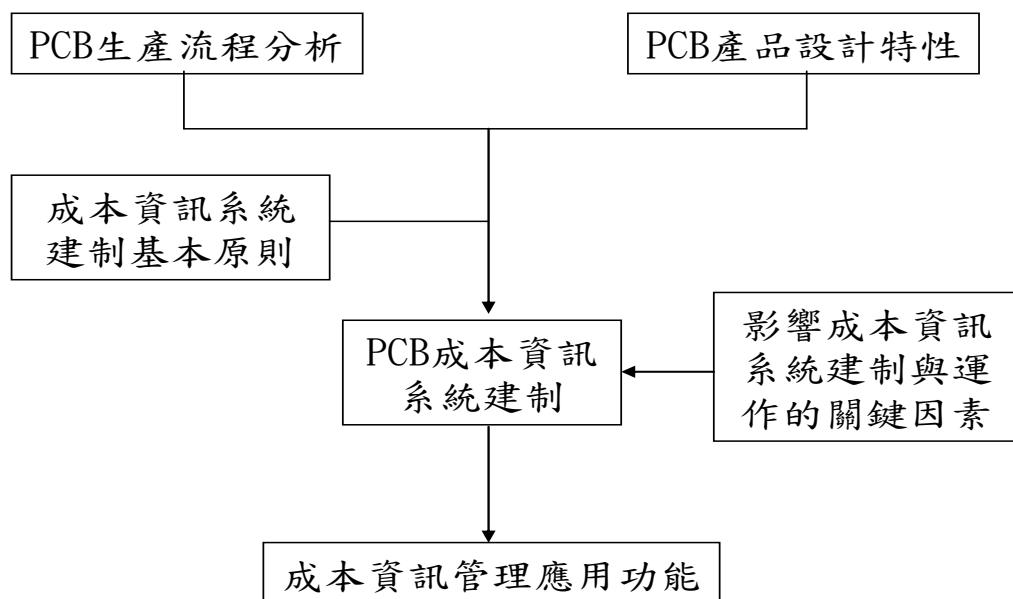 PCB生產流程分析
PCB產品設計特性
成本資訊系統
建制基本原則
PCB成本資訊
系統建制
影響成本資訊
系統建制與運
作的關鍵因素
成本資訊管理應用功能